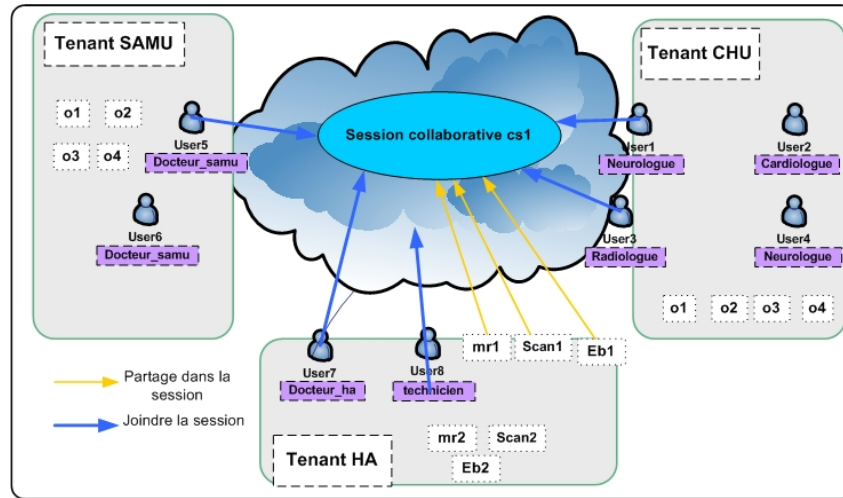 Tenant SAMU
Tenant CHU
o1
o2
o3
o4
User5
Docteur_samu
User6
Docteur_samu
Session collaborative cs1
User1
Neurologue
User2
Cardiologue
User3
Radiologue
User4
Neurologue
o1
o2
o3
o4
mr1
Scan1
Eb1
User7
Docteur_ha
User8
technicien
Partage dans la
session
Joindre la session
mr2
Scan2
Eb2
Tenant HA